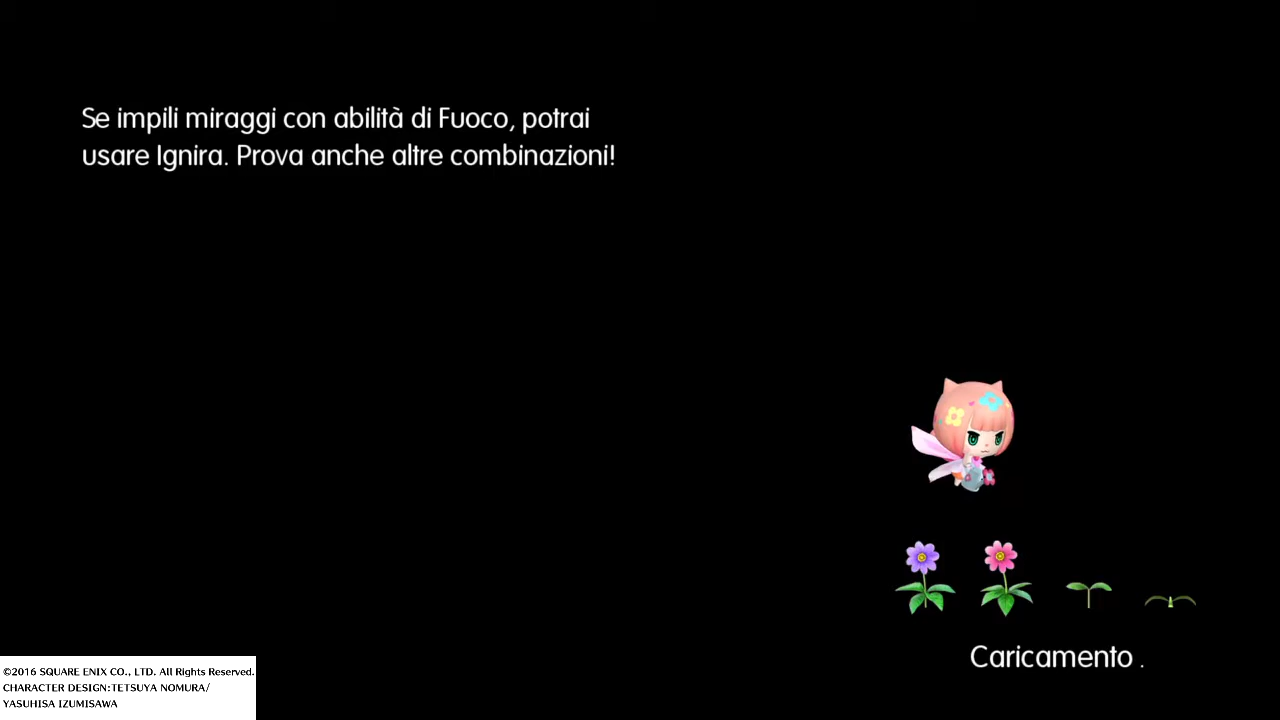 Se impili miraggi con abilità di Fuoco, potrai
usare Ignira. Prova anche altre combinazioni!
Caricamento .
©2016 SQUARE ENIX CO., LTD. All Rights Reserved.
CHARACTER DESIGN:TETSUYA NOMURA/
YASUHISA IZUMISAWA